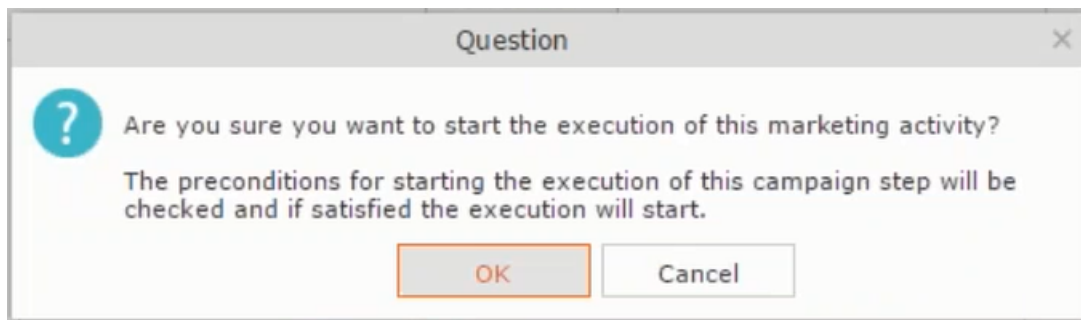 Question
?
Are you sure you want to start the execution of this marketing activity?
The preconditions for starting the execution of this campaign step will be
checked and if satisfied the execution will start.
OK Cancel